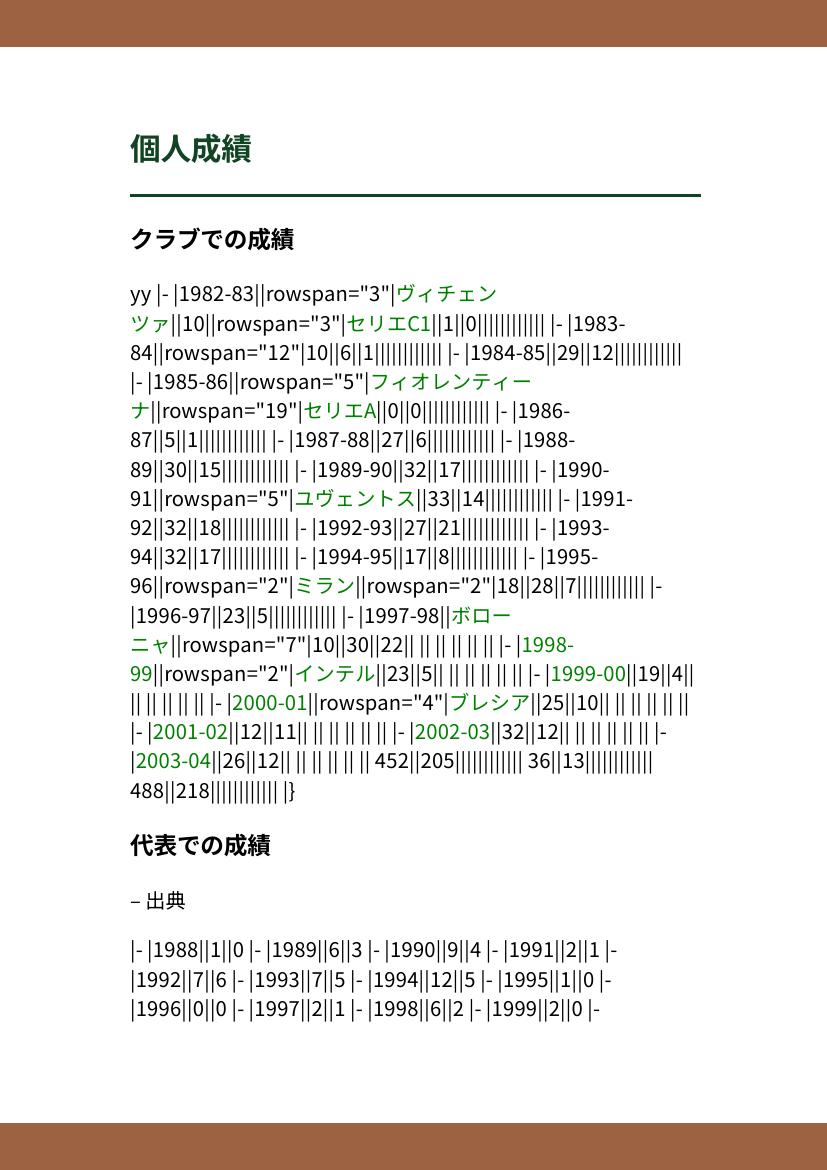 個人成績
クラブでの成績
yy |- |1982-83||rowspan="3"|ヴィチェン
ツァ||10||rowspan="3"|セリエC1||1||0|||||||||||| |- |1983-
84||rowspan="12"|10||6||1|||||||||||| |- |1984-85||29||12||||||||||||
|- |1985-86||rowspan="5"|フィオレンティー
ナ||rowspan="19"|セリエA||0||0|||||||||||| |- |1986-
87||5||1|||||||||||| |- |1987-88||27||6|||||||||||| |- |1988-
89||30||15|||||||||||| |- |1989-90||32||17|||||||||||| |- |1990-
91||rowspan="5"|ユヴェントス||33||14|||||||||||| |- |1991-
92||32||18|||||||||||| |- |1992-93||27||21|||||||||||| |- |1993-
94||32||17|||||||||||| |- |1994-95||17||8|||||||||||| |- |1995-
96||rowspan="2"|ミラン||rowspan="2"|18||28||7|||||||||||| |-
|1996-97||23||5|||||||||||| |- |1997-98||ボロー
ニャ||rowspan="7"|10||30||22|| || || || || || |- |1998-
99||rowspan="2"|インテル||23||5|| || || || || || |- |1999-00||19||4||
|| || || || || |- |2000-01||rowspan="4"|ブレシア||25||10|| || || || || ||
|- |2001-02||12||11|| || || || || || |- |2002-03||32||12|| || || || || || |-
|2003-04||26||12|| || || || || || 452||205|||||||||||| 36||13||||||||||||
488||218|||||||||||| |}
代表での成績
– 出典
|- |1988||1||0 |- |1989||6||3 |- |1990||9||4 |- |1991||2||1 |-
|1992||7||6 |- |1993||7||5 |- |1994||12||5 |- |1995||1||0 |-
|1996||0||0 |- |1997||2||1 |- |1998||6||2 |- |1999||2||0 |-